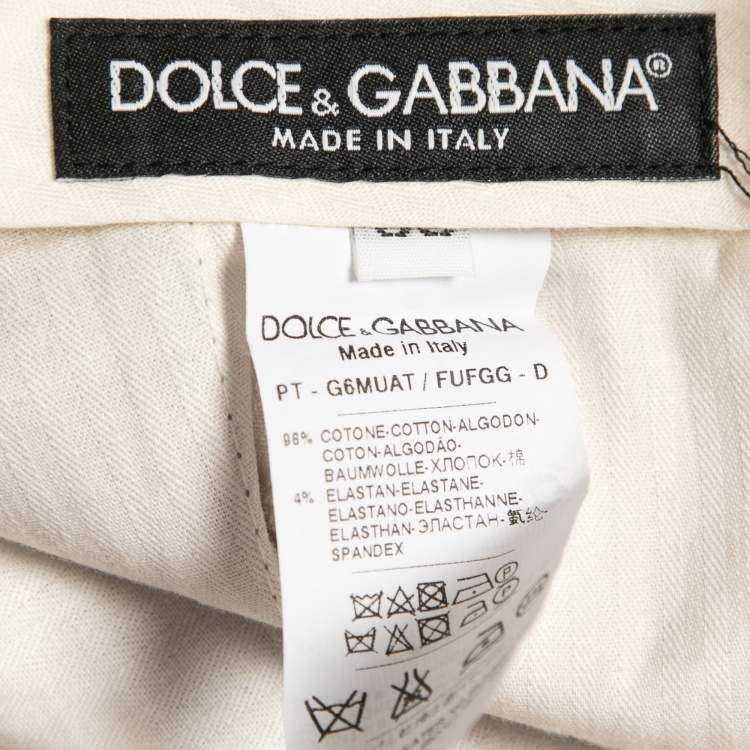 DOLCE & GABBANA®
MADE IN ITALY
DOLCE & GABBANA
Made in Italy
PT - G6MUAT / FUFGG - D
96% COTONE-COTTON-ALGODON-
COTON-ALGODÃO-
BAUMWOLLE-ХЛОПОК-棉
4% ELASTAN-ELASTANE-
ELASTANO-ELASTHANNE-
ELASTHAN-ЭЛАСТАН-氨纶
SPANDEX
P
P